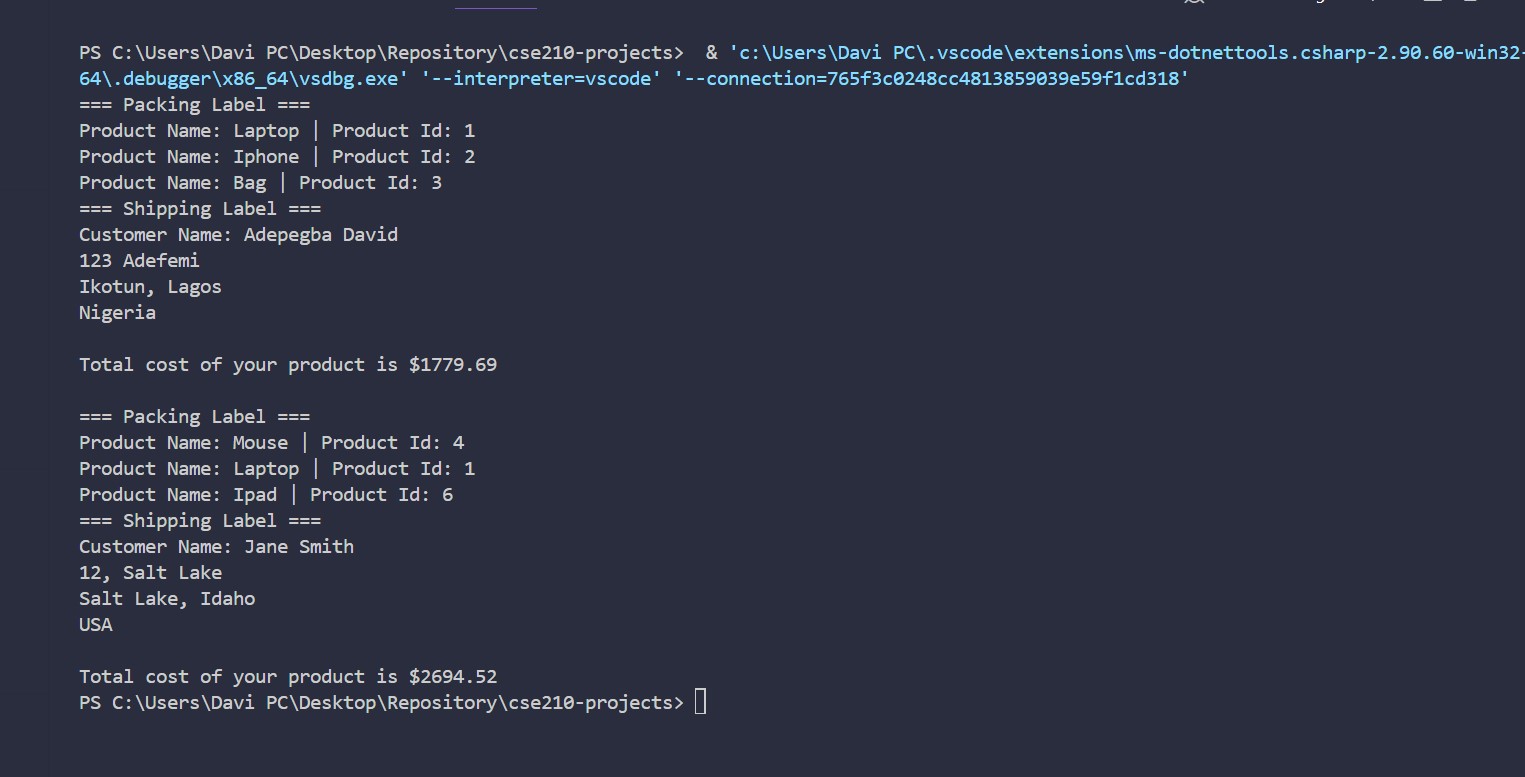 PS C:\Users\Davi PC\Desktop\Repository\cse210-projects>  & 'c:\Users\Davi PC\.vscode\extensions\ms-dotnettools.csharp-2.90.60-win32-
64\.debugger\x86_64\vsdbg.exe' '--interpreter=vscode' '--connection=765f3c0248cc4813859039e59f1cd318'
=== Packing Label ===
Product Name: Laptop | Product Id: 1
Product Name: Iphone | Product Id: 2
Product Name: Bag | Product Id: 3
=== Shipping Label ===
Customer Name: Adepegba David
123 Adefemi
Ikotun, Lagos
Nigeria
Total cost of your product is $1779.69
=== Packing Label ===
Product Name: Mouse | Product Id: 4
Product Name: Laptop | Product Id: 1
Product Name: Ipad | Product Id: 6
=== Shipping Label ===
Customer Name: Jane Smith
12, Salt Lake
Salt Lake, Idaho
USA
Total cost of your product is $2694.52
PS C:\Users\Davi PC\Desktop\Repository\cse210-projects>